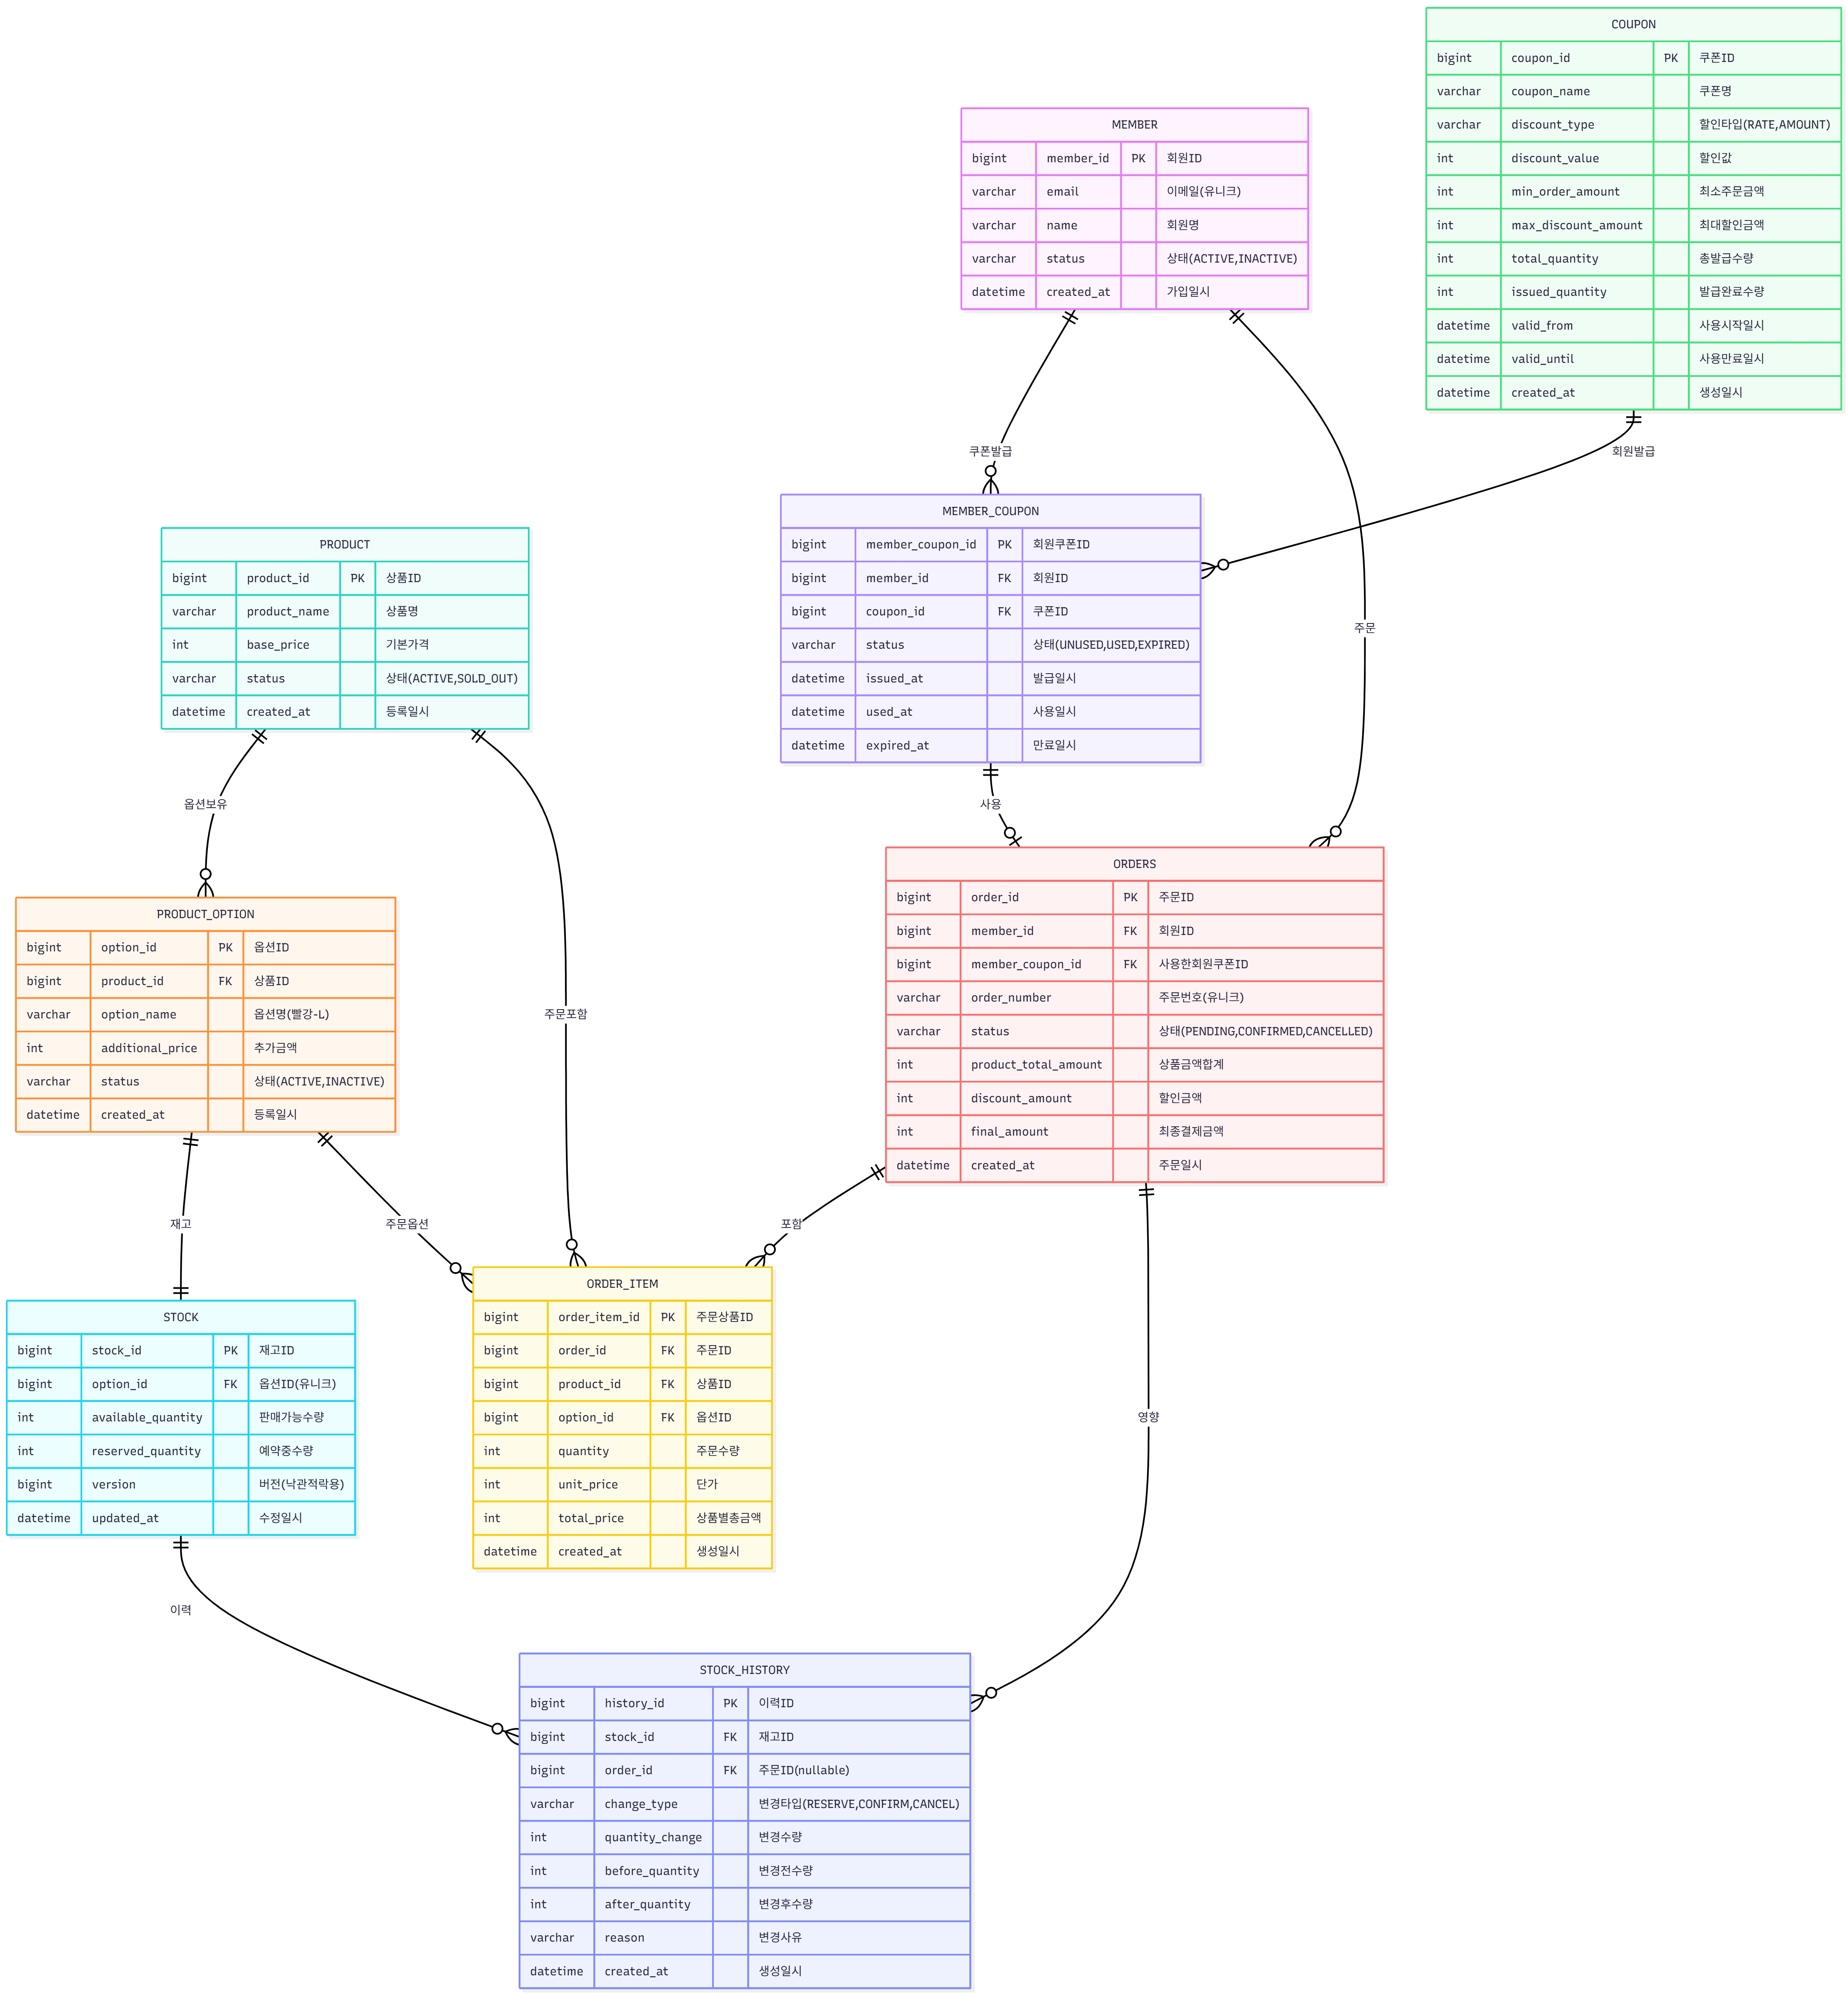 COUPON
bigint coupon_id PK 쿠폰ID
varchar coupon_name 쿠폰명
varchar discount_type 할인타입(RATE,AMOUNT)
int discount_value 할인값
int min_order_amount 최소주문금액
int max_discount_amount 최대할인금액
int total_quantity 총발급수량
int issued_quantity 발급완료수량
datetime valid_from 사용시작일시
datetime valid_until 사용만료일시
datetime created_at 생성일시
MEMBER
bigint member_id PK 회원ID
varchar email 이메일(유니크)
varchar name 회원명
varchar status 상태(ACTIVE,INACTIVE)
datetime created_at 가입일시
쿠폰발급
회원발급
주문
MEMBER_COUPON
bigint member_coupon_id PK 회원쿠폰ID
bigint member_id FK 회원ID
bigint coupon_id FK 쿠폰ID
varchar status 상태(UNUSED,USED,EXPIRED)
datetime issued_at 발급일시
datetime used_at 사용일시
datetime expired_at 만료일시
PRODUCT
bigint product_id PK 상품ID
varchar product_name 상품명
int base_price 기본가격
varchar status 상태(ACTIVE,SOLD_OUT)
datetime created_at 등록일시
옵션보유
사용
주문포함
PRODUCT_OPTION
bigint option_id PK 옵션ID
bigint product_id FK 상품ID
varchar option_name 옵션명(빨강-L)
int additional_price 추가금액
varchar status 상태(ACTIVE,INACTIVE)
datetime created_at 등록일시
ORDERS
bigint order_id PK 주문ID
bigint member_id FK 회원ID
bigint member_coupon_id FK 사용한회원쿠폰ID
varchar order_number 주문번호(유니크)
varchar status 상태(PENDING,CONFIRMED,CANCELLED)
int product_total_amount 상품금액합계
int discount_amount 할인금액
int final_amount 최종결제금액
datetime created_at 주문일시
재고
주문옵션
포함
STOCK
bigint stock_id PK 재고ID
bigint option_id FK 옵션ID(유니크)
int available_quantity 판매가능수량
int reserved_quantity 예약중수량
bigint version 버전(낙관적락용)
datetime updated_at 수정일시
ORDER_ITEM
bigint order_item_id PK 주문상품ID
bigint order_id FK 주문ID
bigint product_id FK 상품ID
bigint option_id FK 옵션ID
int quantity 주문수량
int unit_price 단가
int total_price 상품별총금액
datetime created_at 생성일시
영향
이력
STOCK_HISTORY
bigint history_id PK 이력ID
bigint stock_id FK 재고ID
bigint order_id FK 주문ID(nullable)
varchar change_type 변경타입(RESERVE,CONFIRM,CANCEL)
int quantity_change 변경수량
int before_quantity 변경전수량
int after_quantity 변경후수량
varchar reason 변경사유
datetime created_at 생성일시